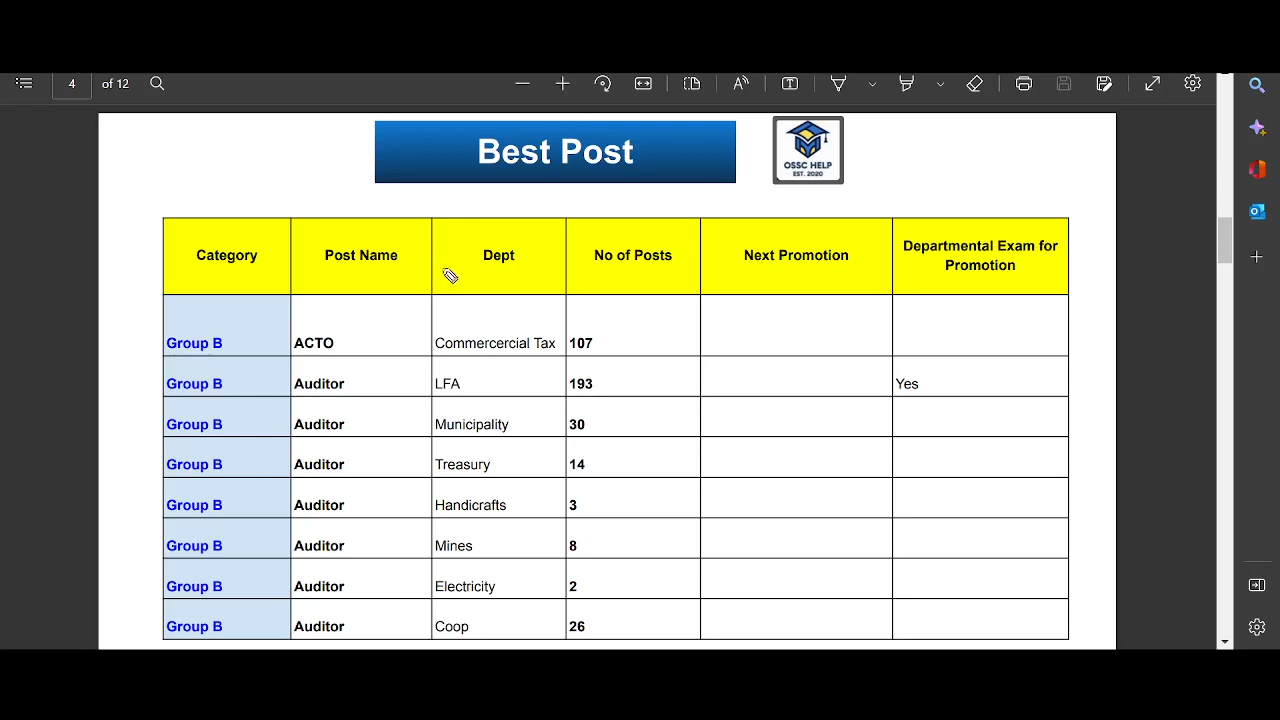 4 of 12
Best Post
OSSC HELP
EST. 2020
Category Post Name Dept No of Posts Next Promotion Departmental Exam for Promotion
Group B ACTO Commercercial Tax 107
Group B Auditor LFA 193 Yes
Group B Auditor Municipality 30
Group B Auditor Treasury 14
Group B Auditor Handicrafts 3
Group B Auditor Mines 8
Group B Auditor Electricity 2
Group B Auditor Coop 26